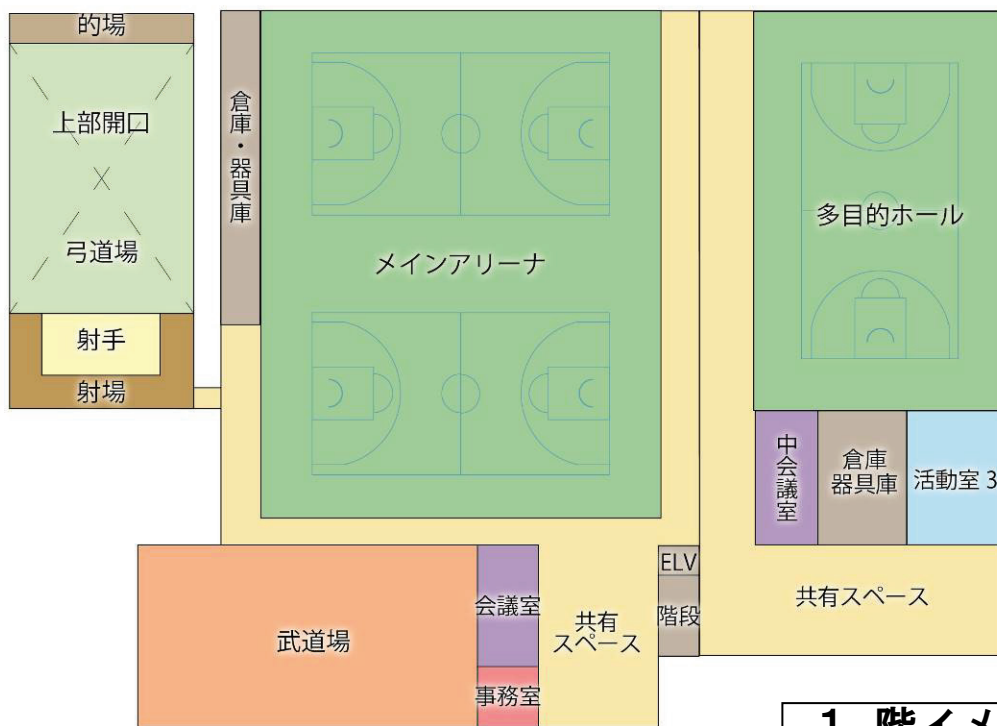 的場
上部開口
弓道場
射手
射場
倉庫・器具庫
メインアリーナ
多目的ホール
中会議室
倉庫
器具庫
活動室 3
ELV
階段
共有スペース
武道場
会議室
事務室
共有
スペース
1 階イメ